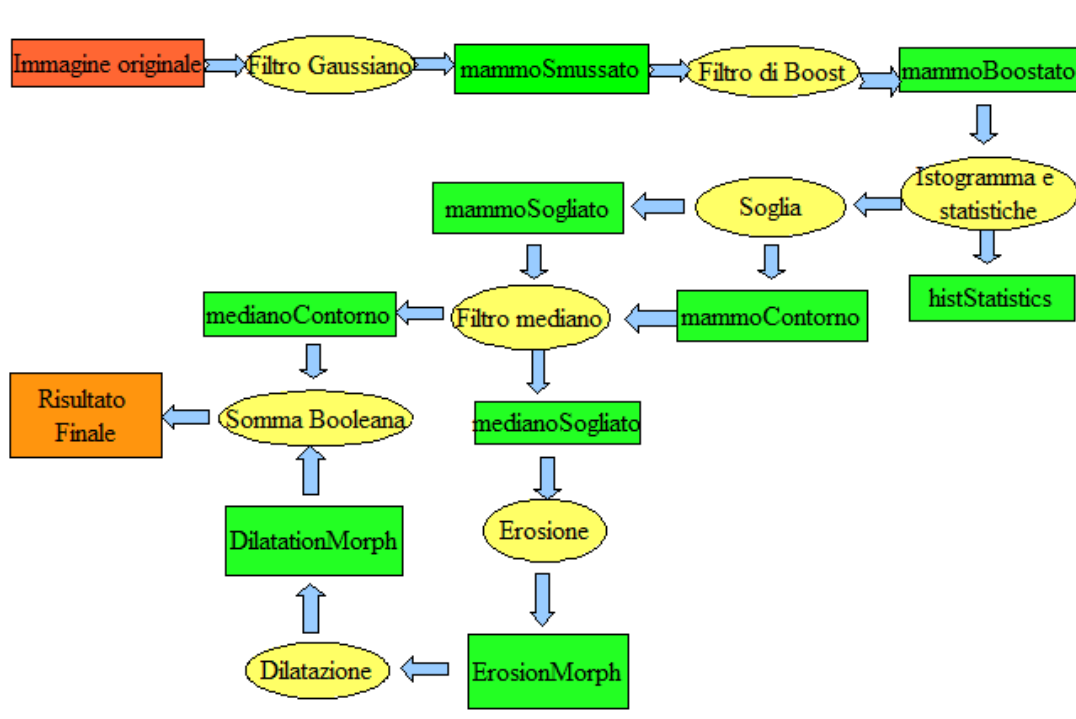 Immagine originale
Filtro Gaussiano
mammoSmussato
Filtro di Boost
mammoBoostato
Istogramma e
statistiche
Soglia
mammoSogliato
histStatistics
mammoContorno
Filtro mediano
medianoContorno
Somma Booleana
Risultato
Finale
medianoSogliato
Erosione
DilatationMorph
ErosionMorph
Dilatazione